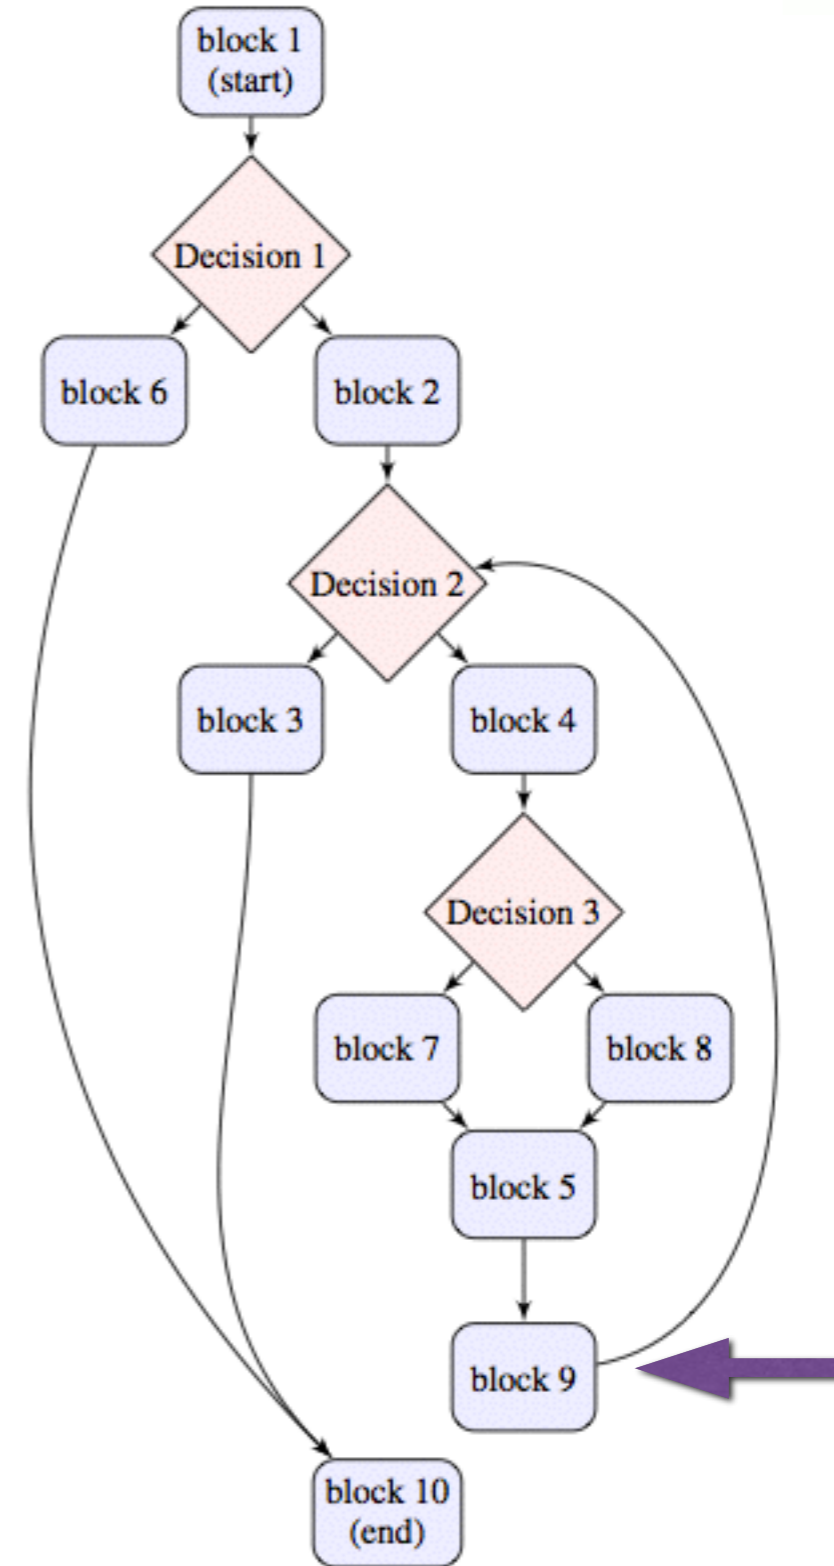 block 1
(start)
Decision 1
block 6
block 2
Decision 2
block 3
block 4
Decision 3
block 7
block 8
block 5
block 9
block 10
(end)